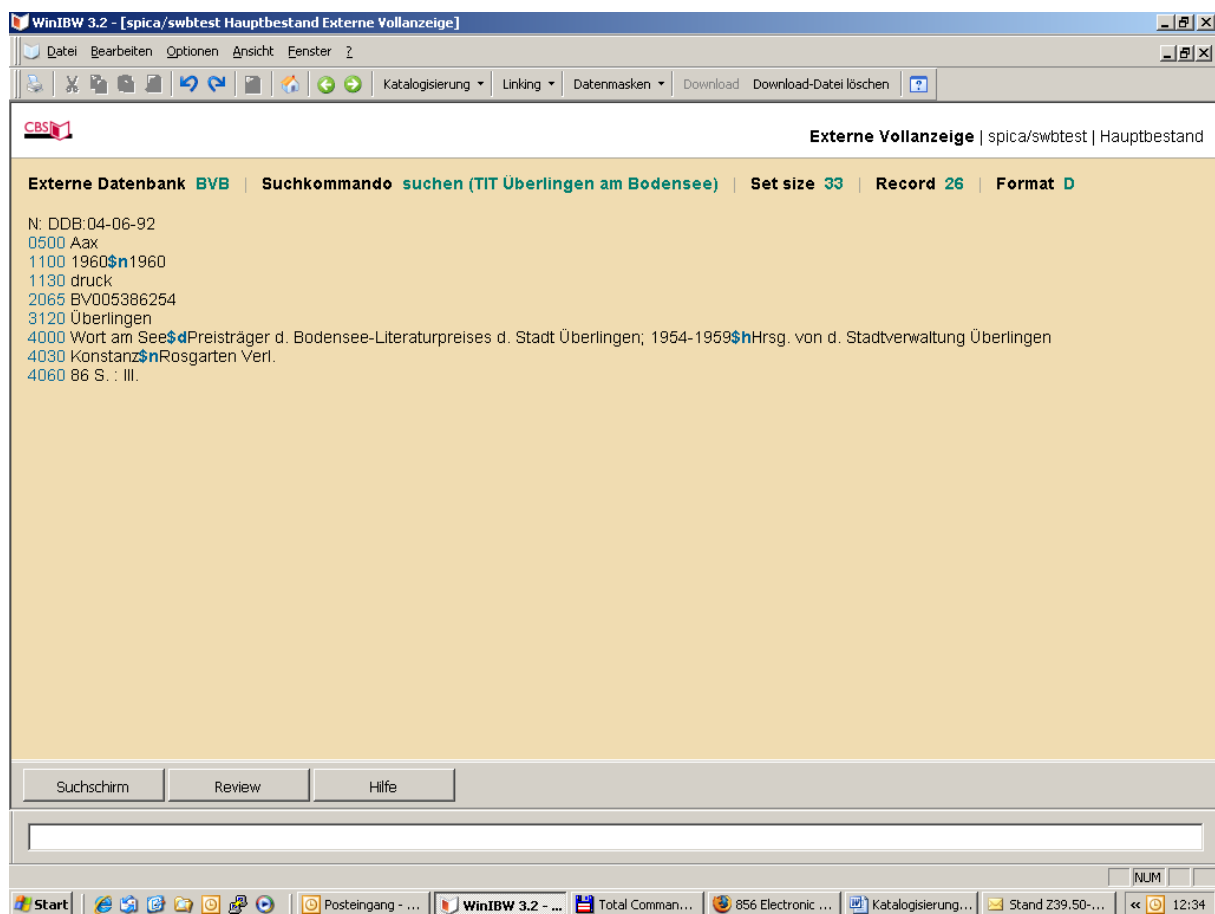 WinIBW 3.2 - [spica/swbtest Hauptbestand Externe Vollanzeige]
Datei Bearbeiten Optionen Ansicht Fenster ?
Katalogisierung Linking Datenmasken Download Download-Datei löschen
CBS
Externe Vollanzeige | spica/swbtest | Hauptbestand
Externe Datenbank BVB | Suchkommando suchen (TIT Überlingen am Bodensee) | Set size 33 | Record 26 | Format D
N: DDB:04-06-92
0500 Aax
1100 1960$n1960
1130 druck
2065 BV005386254
3120 Überlingen
4000 Wort am See$dPreisträger d. Bodensee-Literaturpreises d. Stadt Überlingen; 1954-1959$hHrsg. von d. Stadtverwaltung Überlingen
4030 Konstanz$nRosgarten Verl.
4060 86 S. : Ill.
Suchschirm Review Hilfe
NUM
Start Posteingang - ... WinIBW 3.2 - ... Total Comman... 856 Electronic ... Katalogisierung... Stand Z39.50-... « 12:34